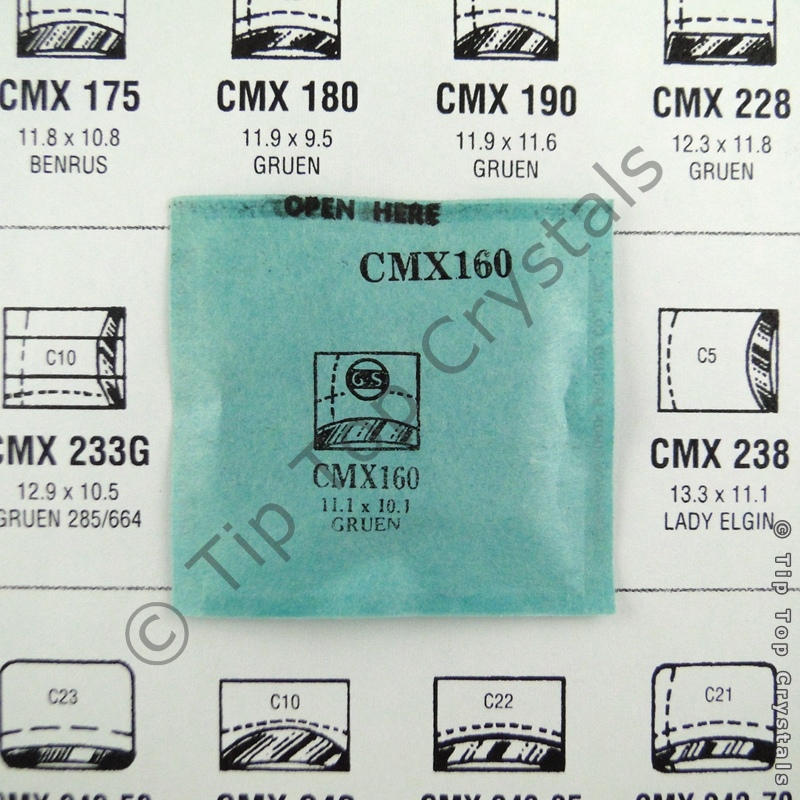 CMX 175
11.8 x 10.8
BENRUS
CMX 180
11.9 x 9.5
GRUEN
CMX 190
11.9 x 11.6
GRUEN
CMX 228
12.3 x 11.8
GRUEN
OPEN HERE
CMX160
G-S
CMX160
11.1 x 10.1
GRUEN
C10
CMX 233G
12.9 x 10.5
GRUEN 285/664
C5
CMX 238
13.3 x 11.1
LADY ELGIN
C23
C10
C22
C21
© Tip Top Crystals
© Tip Top Crystals